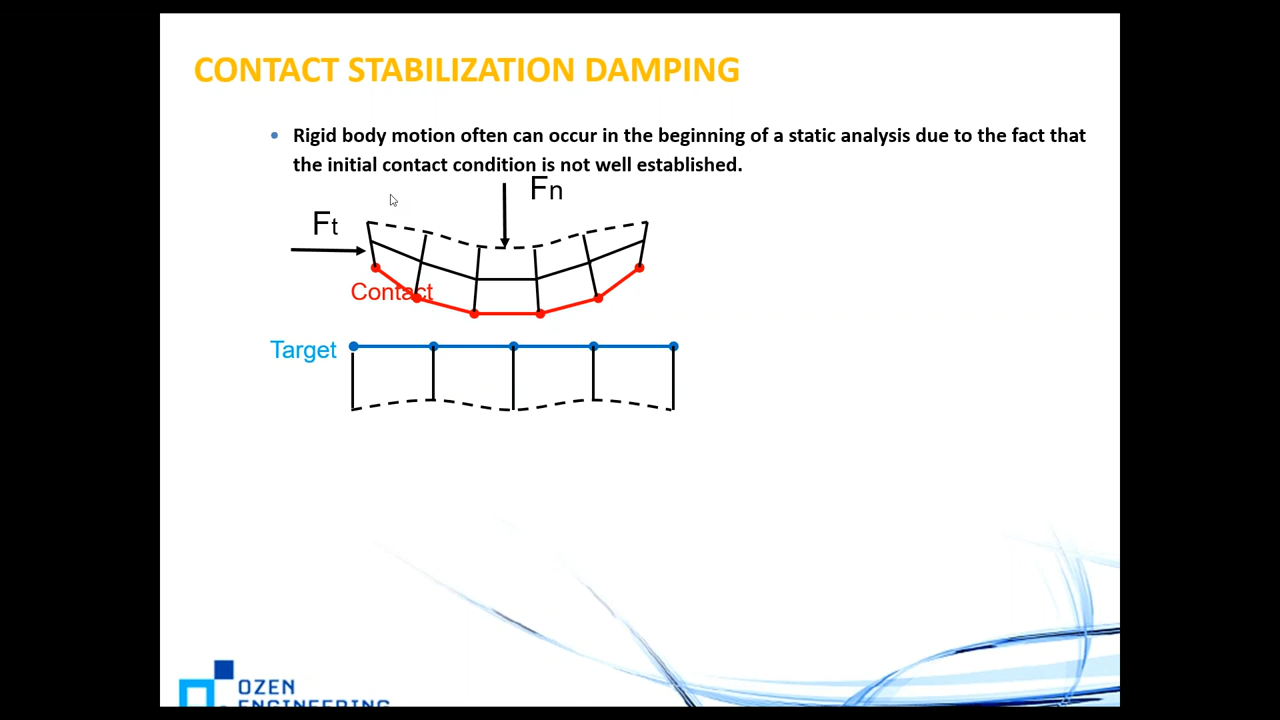 CONTACT STABILIZATION DAMPING
• Rigid body motion often can occur in the beginning of a static analysis due to the fact that
the initial contact condition is not well established.
Fn
Ft
Contact
Target
OZEN
ENGINEERING